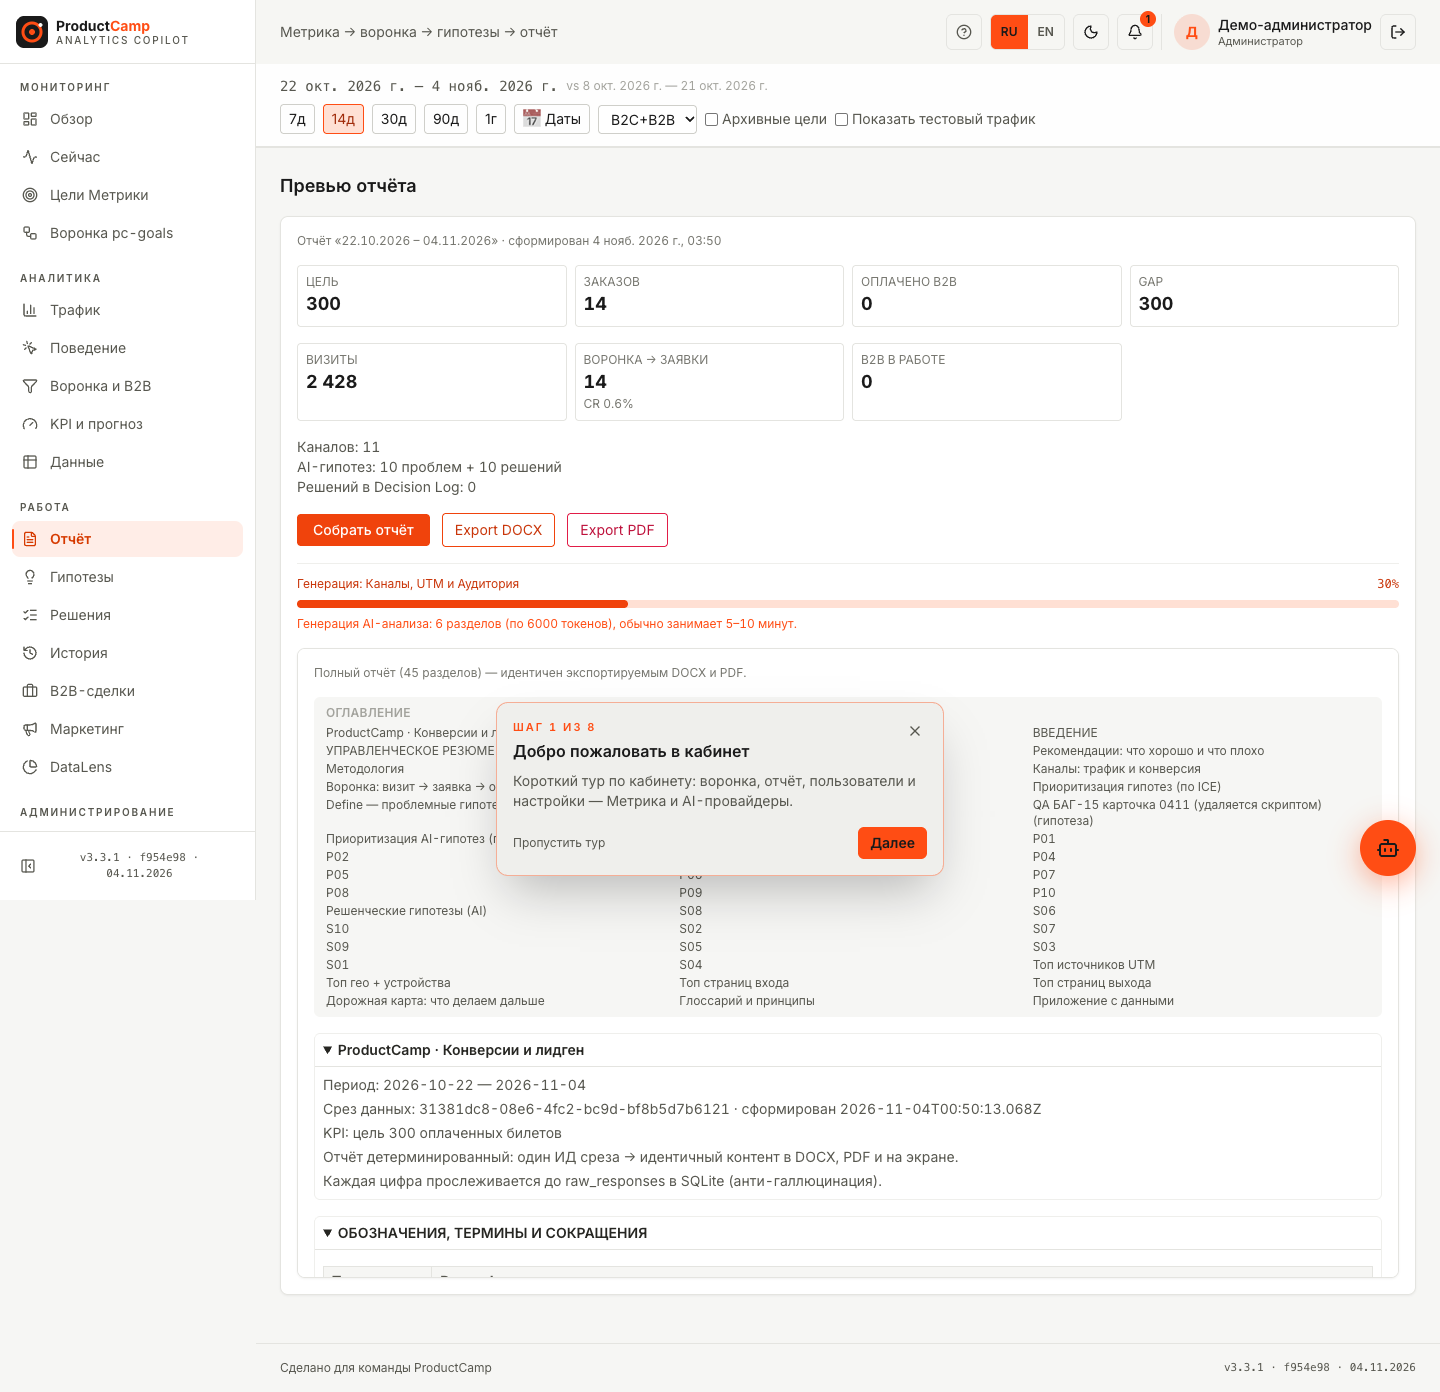 ProductCamp
ANALYTICS COPILOT
МОНИТОРИНГ
Обзор
Сейчас
Цели Метрики
Воронка pc-goals
АНАЛИТИКА
Трафик
Поведение
Воронка и B2B
KPI и прогноз
Данные
РАБОТА
Отчёт
Гипотезы
Решения
История
B2B-сделки
Маркетинг
DataLens
АДМИНИСТРИРОВАНИЕ
v3.3.1 · f954e98 ·
04.11.2026
Метрика → воронка → гипотезы → отчёт
RU EN
1
Д
Демо-администратор
Администратор
22 окт. 2026 г. — 4 нояб. 2026 г. vs 8 окт. 2026 г. — 21 окт. 2026 г.
7д 14д 30д 90д 1г 17 Даты B2C+B2B Архивные цели Показать тестовый трафик
Превью отчёта
Отчёт «22.10.2026 – 04.11.2026» · сформирован 4 нояб. 2026 г., 03:50
ЦЕЛЬ
300
ЗАКАЗОВ
14
ОПЛАЧЕНО B2B
0
GAP
300
ВИЗИТЫ
2 428
ВОРОНКА → ЗАЯВКИ
14
CR 0.6%
B2B В РАБОТЕ
0
Каналов: 11
AI-гипотез: 10 проблем + 10 решений
Решений в Decision Log: 0
Собрать отчёт Export DOCX Export PDF
Генерация: Каналы, UTM и Аудитория 30%
Генерация AI-анализа: 6 разделов (по 6000 токенов), обычно занимает 5–10 минут.
Полный отчёт (45 разделов) — идентичен экспортируемым DOCX и PDF.
ОГЛАВЛЕНИЕ
ProductCamp · Конверсии и л ВВЕДЕНИЕ
УПРАВЛЕНЧЕСКОЕ РЕЗЮМЕ Рекомендации: что хорошо и что плохо
Методология Каналы: трафик и конверсия
Воронка: визит → заявка → о Приоритизация гипотез (по ICE)
Define — проблемные гипоте QA БАГ-15 карточка 0411 (удаляется скриптом)
(гипотеза)
Приоритизация AI-гипотез ( P01
P02 P04
P05 P07
P08 P09 P10
Решенческие гипотезы (AI) S08 S06
S10 S02 S07
S09 S05 S03
S01 S04 Топ источников UTM
Топ гео + устройства Топ страниц входа Топ страниц выхода
Дорожная карта: что делаем дальше Глоссарий и принципы Приложение с данными
ШАГ 1 ИЗ 8
Добро пожаловать в кабинет
Короткий тур по кабинету: воронка, отчёт, пользователи и
настройки — Метрика и AI-провайдеры.
Пропустить тур Далее
▼ ProductCamp · Конверсии и лидген
Период: 2026-10-22 — 2026-11-04
Срез данных: 31381dc8-08e6-4fc2-bc9d-bf8b5d7b6121 · сформирован 2026-11-04T00:50:13.068Z
KPI: цель 300 оплаченных билетов
Отчёт детерминированный: один ИД среза → идентичный контент в DOCX, PDF и на экране.
Каждая цифра прослеживается до raw_responses в SQLite (анти-галлюцинация).
▼ ОБОЗНАЧЕНИЯ, ТЕРМИНЫ И СОКРАЩЕНИЯ
Сделано для команды ProductCamp
v3.3.1 · f954e98 · 04.11.2026